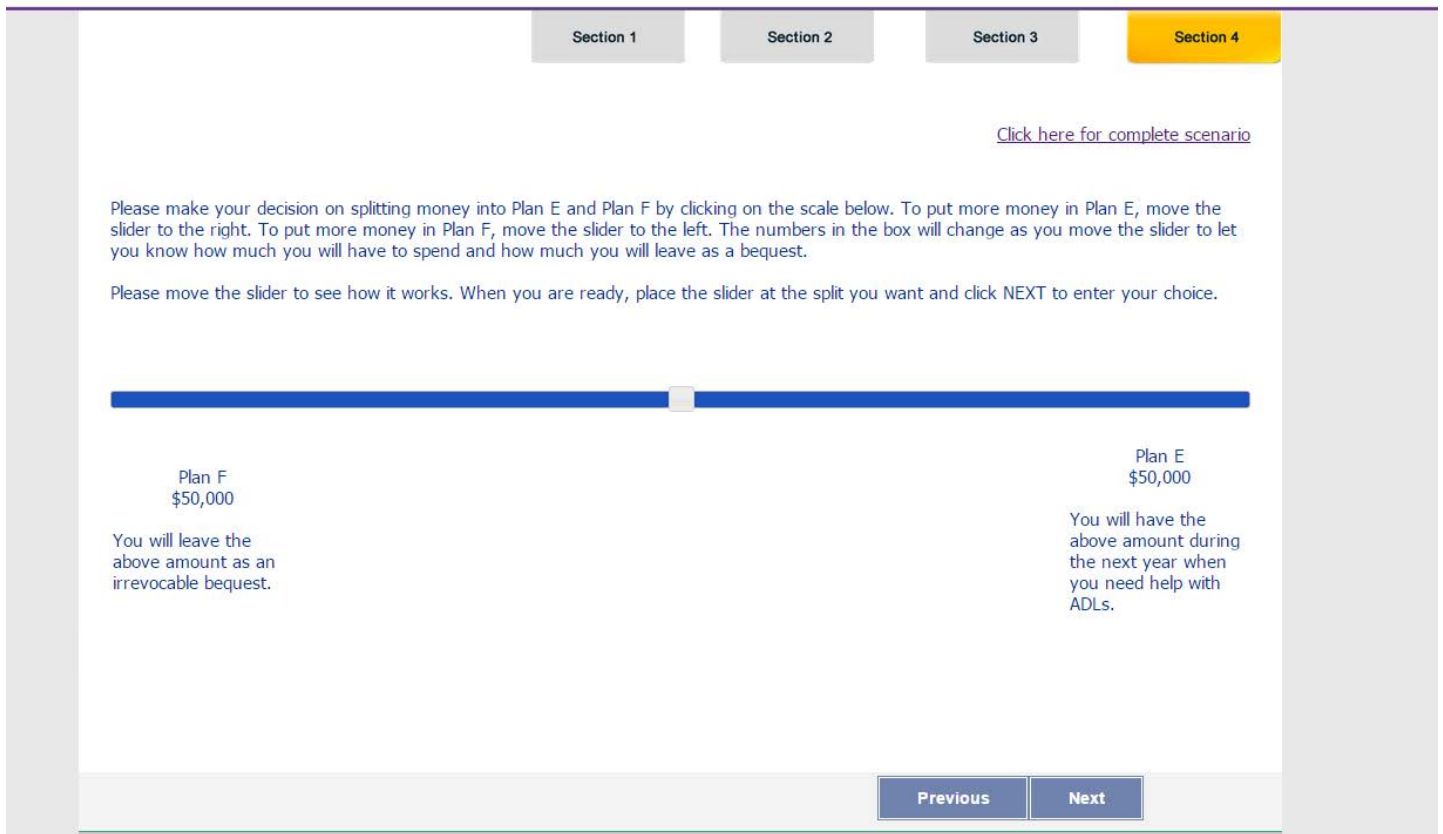 Section 1 Section 2 Section 3 Section 4
Click here for complete scenario
Please make your decision on splitting money into Plan E and Plan F by clicking on the scale below. To put more money in Plan E, move the
slider to the right. To put more money in Plan F, move the slider to the left. The numbers in the box will change as you move the slider to let
you know how much you will have to spend and how much you will leave as a bequest.
Please move the slider to see how it works. When you are ready, place the slider at the split you want and click NEXT to enter your choice.
Plan F
$50,000
You will leave the
above amount as an
irrevocable bequest.
Plan E
$50,000
You will have the
above amount during
the next year when
you need help with
ADLs.
Previous Next